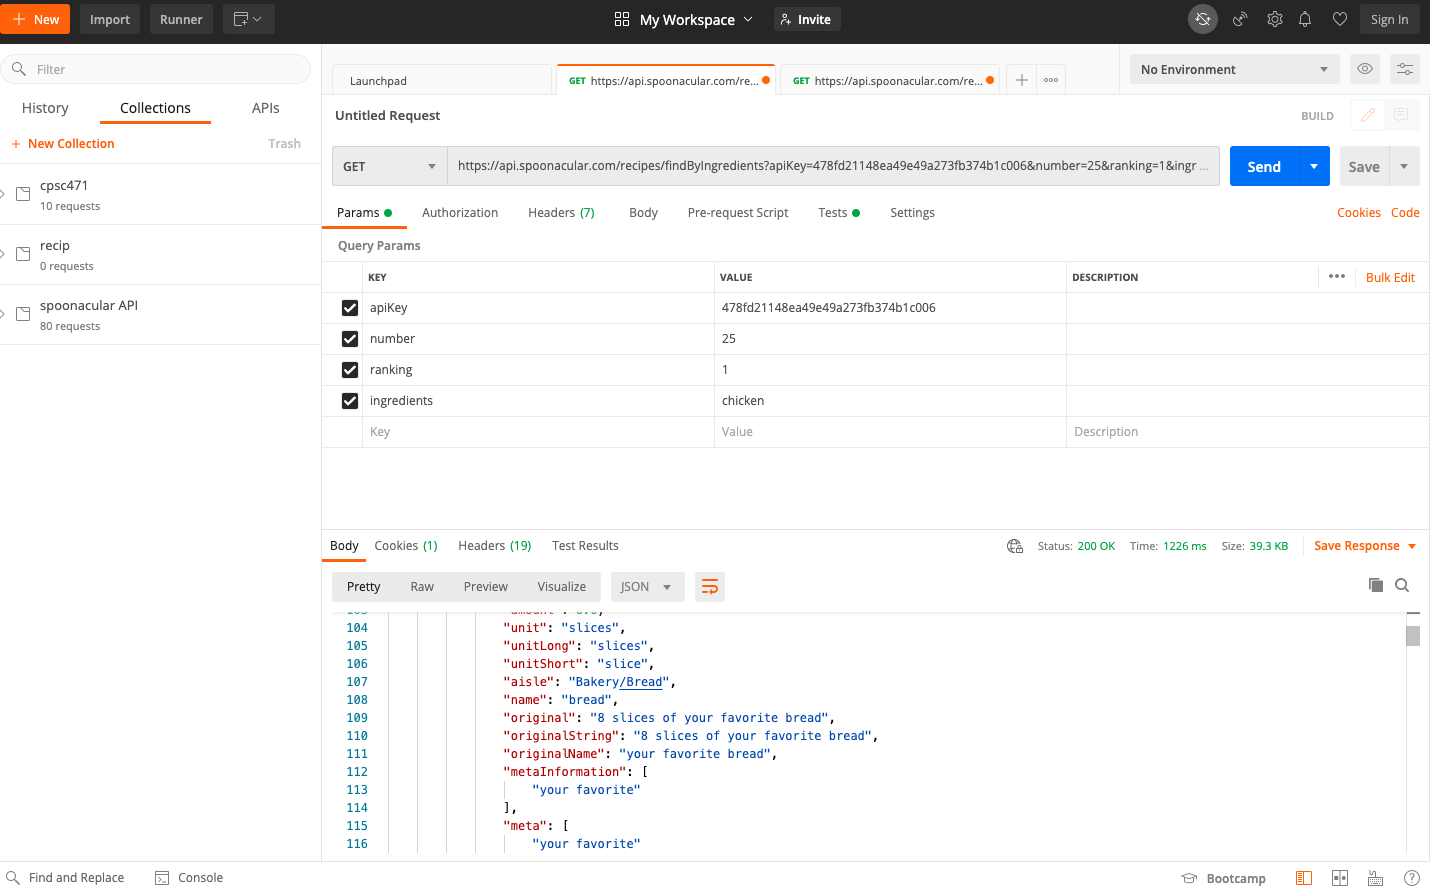 New
Import
Runner
My Workspace
Invite
Sign In
Filter
History
Collections
APIs
New Collection
Trash
cpsc471
10 requests
recip
0 requests
spoonacular API
80 requests
Launchpad
GET https://api.spoonacular.com/re...
GET https://api.spoonacular.com/re...
No Environment
Untitled Request
BUILD
GET
https://api.spoonacular.com/recipes/findByIngredients?apiKey=478fd21148ea49e49a273fb374b1c006&number=25&ranking=1&ingr ...
Send
Save
Params
Authorization
Headers (7)
Body
Pre-request Script
Tests
Settings
Cookies
Code
Query Params
KEY VALUE DESCRIPTION
Bulk Edit
apiKey 478fd21148ea49e49a273fb374b1c006
number 25
ranking 1
ingredients chicken
Key Value Description
Body
Cookies (1)
Headers (19)
Test Results
Status: 200 OK
Time: 1226 ms
Size: 39.3 KB
Save Response
Pretty
Raw
Preview
Visualize
JSON
104 "unit": "slices",
105 "unitLong": "slices",
106 "unitShort": "slice",
107 "aisle": "Bakery/Bread",
108 "name": "bread",
109 "original": "8 slices of your favorite bread",
110 "originalString": "8 slices of your favorite bread",
111 "originalName": "your favorite bread",
112 "metaInformation": [
113 "your favorite"
114 ],
115 "meta": [
116 "your favorite"
Find and Replace
Console
Bootcamp